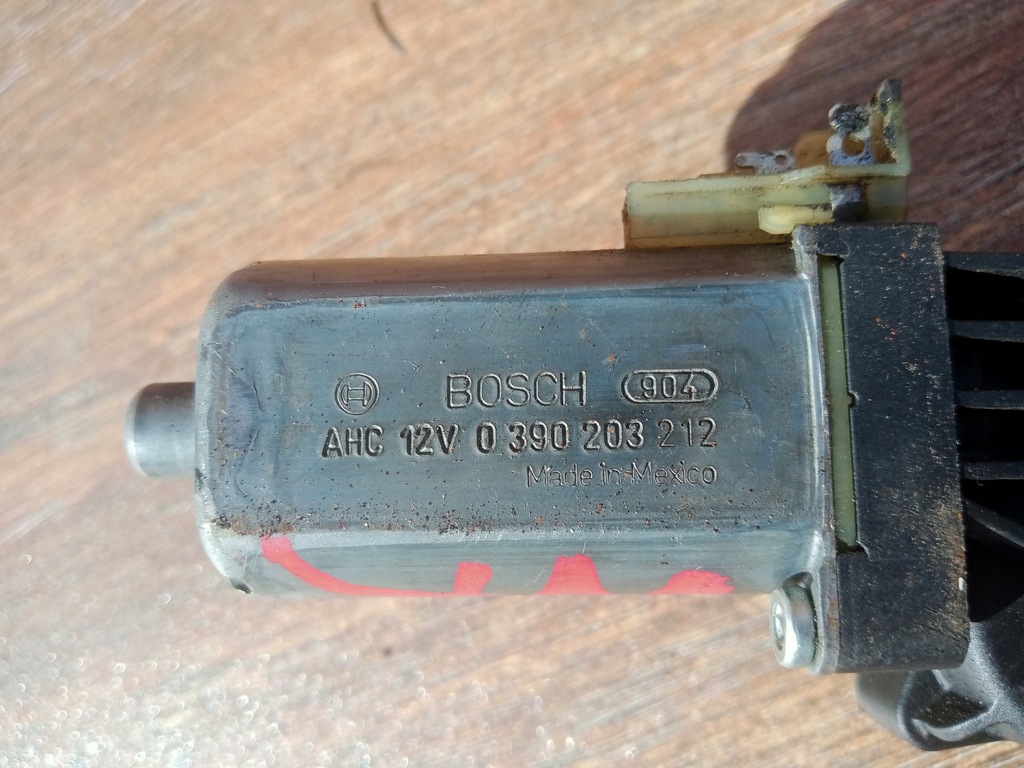 BOSCH 904
AHC 12V 0 390 203 212
Made in Mexico